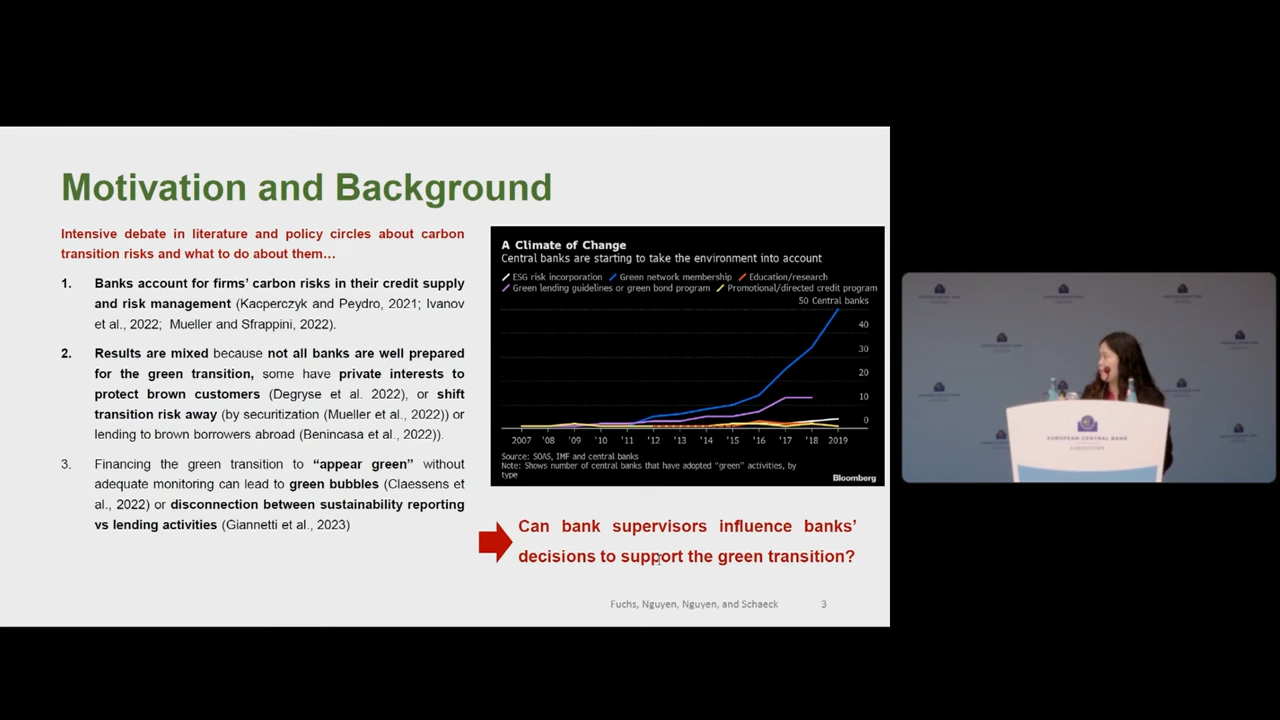 Motivation and Background
Intensive debate in literature and policy circles about carbon
transition risks and what to do about them…
1. Banks account for firms' carbon risks in their credit supply
and risk management (Kacperczyk and Peydro, 2021; Ivanov
et al., 2022; Mueller and Sfrappini, 2022).
2. Results are mixed because not all banks are well prepared
for the green transition, some have private interests to
protect brown customers (Degryse et al. 2022), or shift
transition risk away (by securitization (Mueller et al., 2022)) or
lending to brown borrowers abroad (Benincasa et al., 2022)).
3. Financing the green transition to “appear green” without
adequate monitoring can lead to green bubbles (Claessens et
al., 2022) or disconnection between sustainability reporting
vs lending activities (Giannetti et al., 2023)
A Climate of Change
Central banks are starting to take the environment into account
ESG risk incorporation Green network membership Education/research
Green lending guidelines or green bond program Promotional/directed credit program
50 Central banks
40
30
20
10
0
2007 '08 '09 '10 '11 '12 '13 '14 '15 '16 '17 '18 2019
Source: SOAS, IMF and central banks
Note: Shows number of central banks that have adopted "green" activities, by
type
Bloomberg
Can bank supervisors influence banks'
decisions to support the green transition?
Fuchs, Nguyen, Nguyen, and Schaeck 3
EUROPEAN CENTRAL BANK
EUROSYSTEM